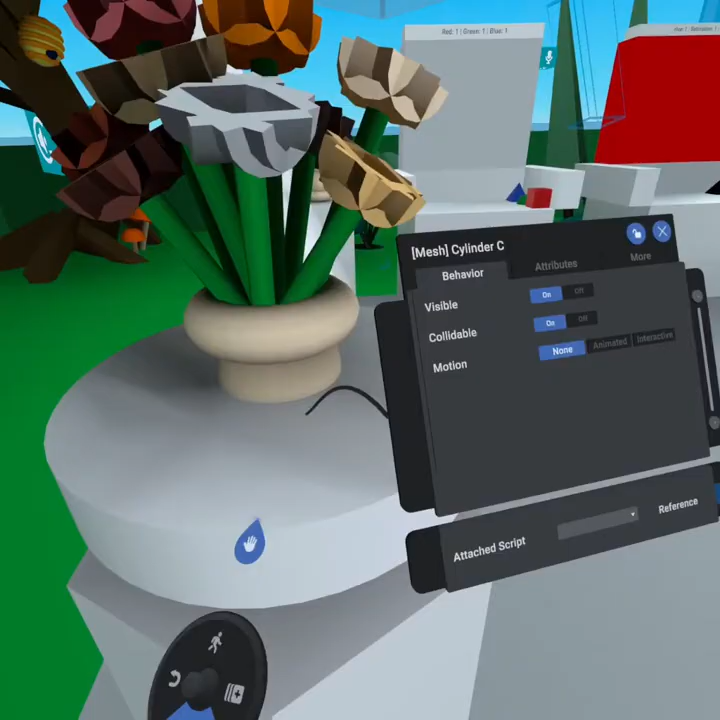 Red: 1 | Green: 1 | Blue: 1
[Mesh] Cylinder C
Behavior
Attributes
More
Visible
On
Off
Collidable
On
Off
Motion
None
Animated
Interactive
Attached Script
Reference